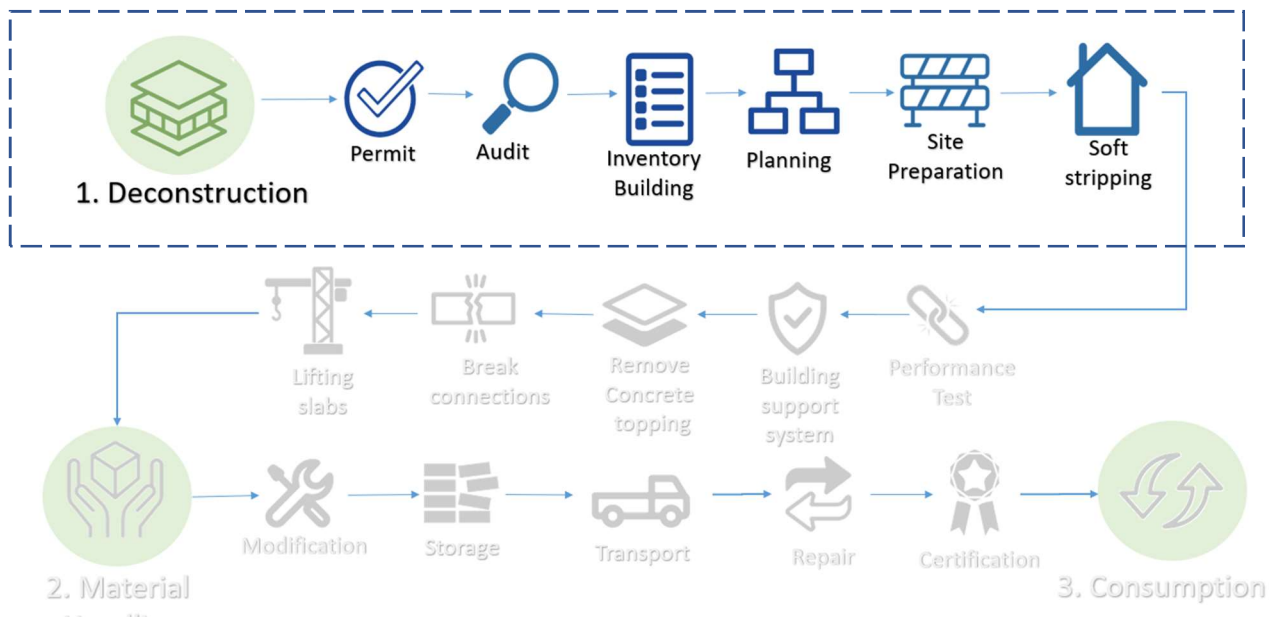 1. Deconstruction
Permit
Audit
Inventory
Building
Planning
Site
Preparation
Soft
stripping
Lifting
slabs
Break
connections
Remove
Concrete
topping
Building
support
system
Performance
Test
2. Material
Modification
Storage
Transport
Repair
Certification
3. Consumption